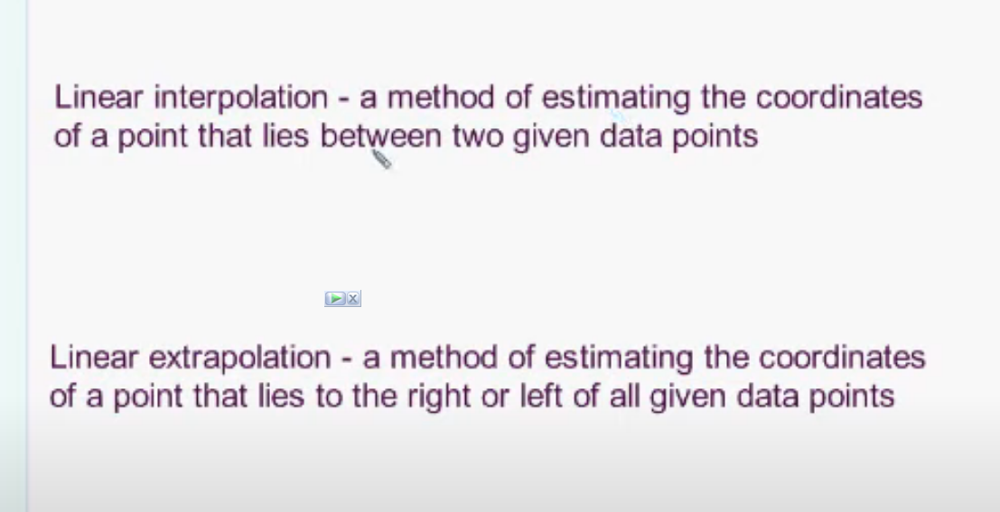 Linear interpolation - a method of estimating the coordinates
of a point that lies between two given data points
Linear extrapolation - a method of estimating the coordinates
of a point that lies to the right or left of all given data points